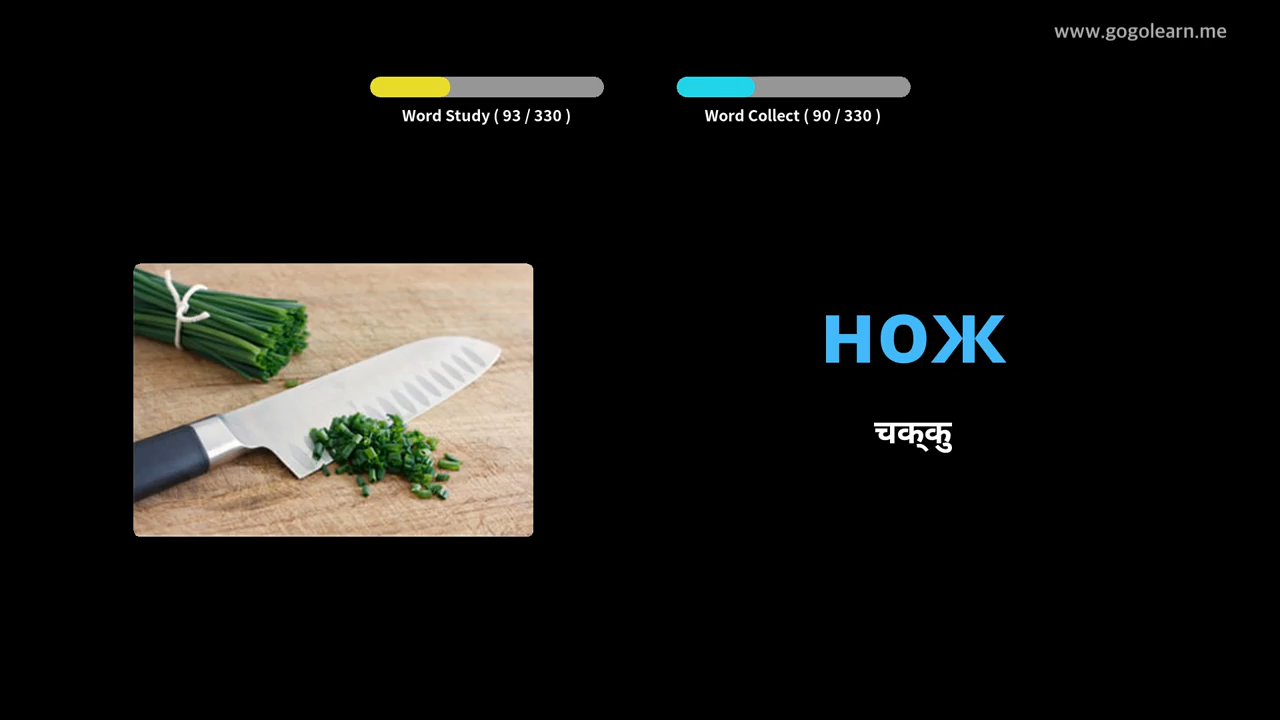 www.gogolearn.me
Word Study ( 93 / 330 )
Word Collect ( 90 / 330 )
нож
चक्‌कु